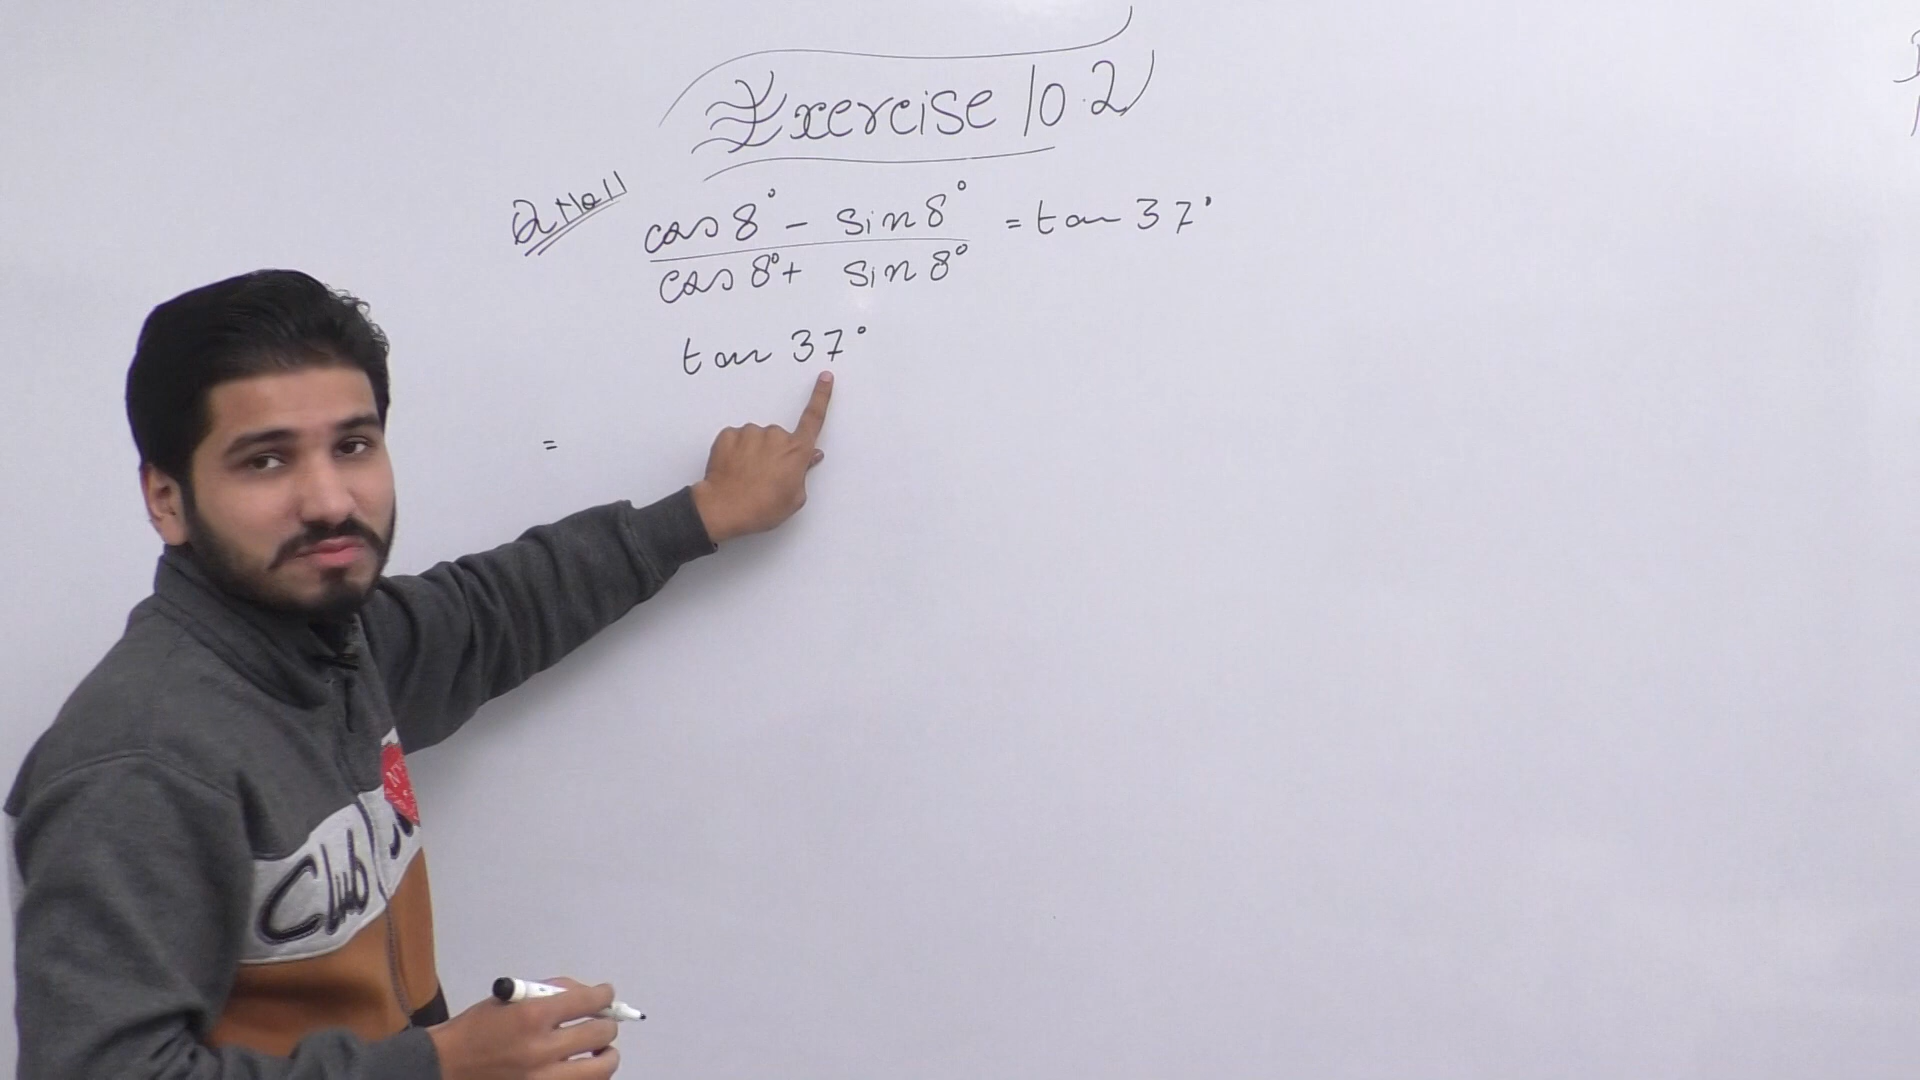 Exercise 10.2
Q No 11
cos 8° - sin 8° = tan 37°
cos 8° + sin 8°
tan 37°
=
Club